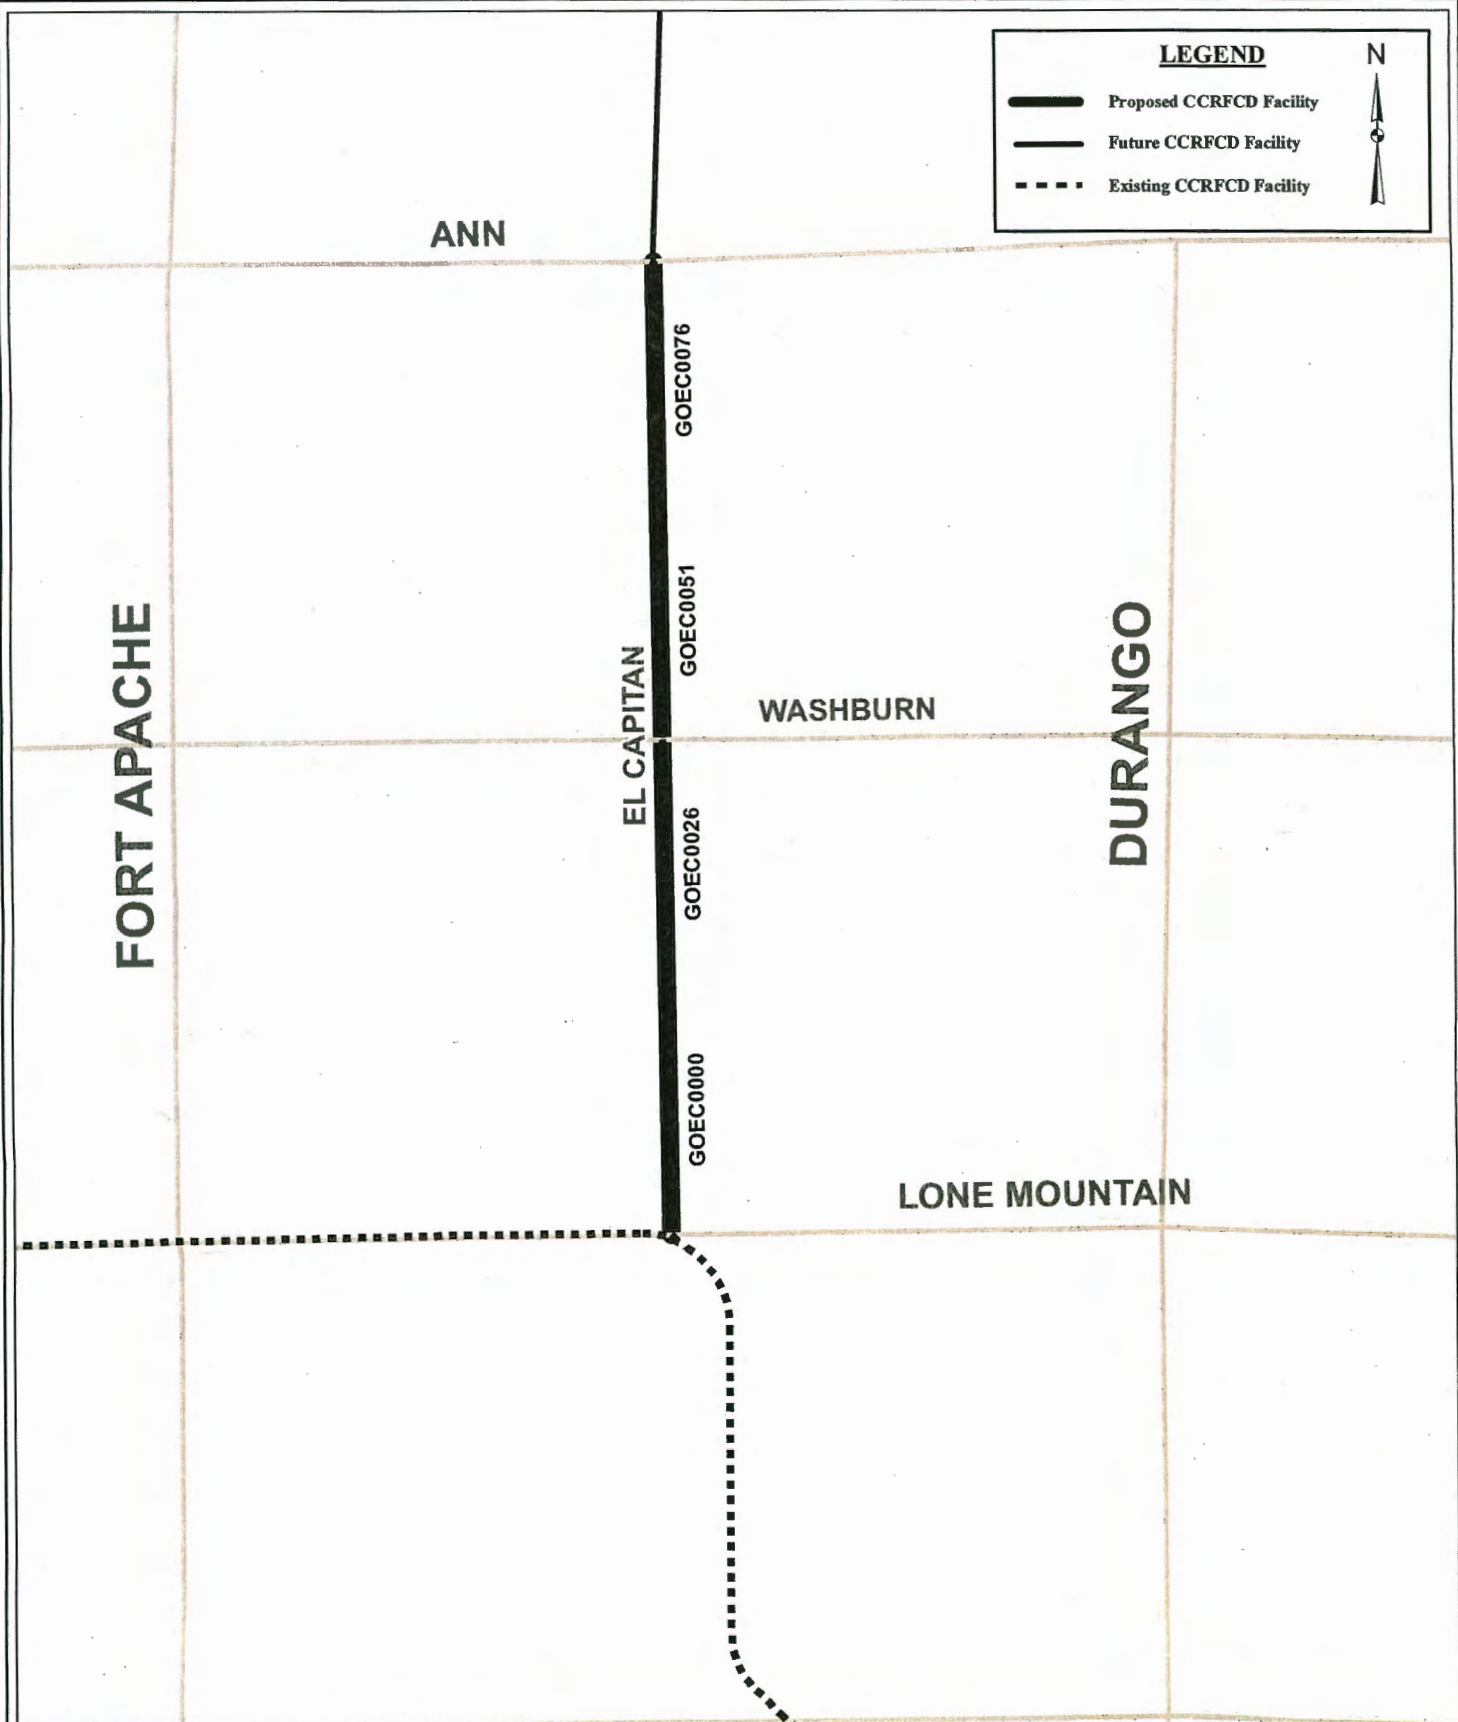 LEGEND
N
Proposed CCRFCD Facility
Future CCRFCD Facility
Existing CCRFCD Facility
ANN
GOEC0076
GOEC0051
FORT APACHE
EL CAPITAN
WASHBURN
DURANGO
GOEC0026
GOEC0000
LONE MOUNTAIN